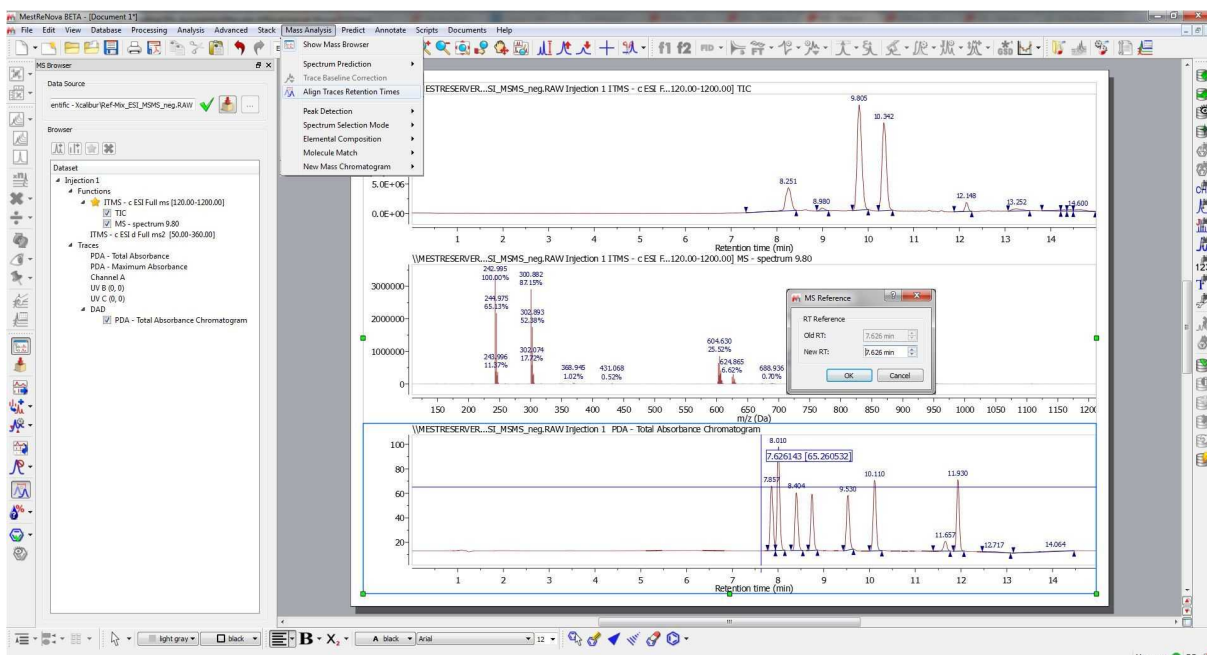 MestReNova BETA - [Document 1*]
File Edit View Database Processing Analysis Advanced Stack Mass Analysis Predict Annotate Scripts Documents Help
Show Mass Browser
Spectrum Prediction
Trace Baseline Correction
Align Traces Retention Times
Peak Detection
Spectrum Selection Mode
Elemental Composition
Molecule Match
New Mass Chromatogram
f1 f2
MS Browser
Data Source
entific - Xcalibur\Ref-Mix_ESI_MSMS_neg.RAW
...
Browser
Dataset
Injection 1
Functions
ITMS - c ESI Full ms [120.00-1200.00]
TIC
MS - spectrum 9.80
ITMS - c ESI d Full ms2 [50.00-360.00]
Traces
PDA - Total Absorbance
PDA - Maximum Absorbance
Channel A
UV B (0, 0)
UV C (0, 0)
DAD
PDA - Total Absorbance Chromatogram
MESTRESERVER...SI_MSMS_neg.RAW Injection 1 ITMS - c ESI F...120.00-1200.00] TIC
9.805
10.342
8.251
8.980
12.148
13.252
14.600
5.0E+06
0.0E+00
1 2 3 4 5 6 7 8 9 10 11 12 13 14
Retention time (min)
\\MESTRESERVER...SI_MSMS_neg.RAW Injection 1 ITMS - c ESI F...120.00-1200.00] MS - spectrum 9.80
242.995
100.00%
300.882
87.15%
244.975
65.13%
302.893
52.38%
243.996
11.37%
302.074
17.72%
368.945
1.02%
431.068
0.52%
604.630
25.52%
624.865
6.62%
688.936
0.70%
3000000
2000000
1000000
0
150 200 250 300 350 400 450 500 550 600 650 700 750 800 850 900 950 1000 1050 1100 1150 1200
m/z (Da)
MS Reference
RT Reference
Old RT: 7.626 min
New RT: 7.626 min
OK Cancel
\\MESTRESERVER...SI_MSMS_neg.RAW Injection 1 PDA - Total Absorbance Chromatogram
8.010
7.626143 [65.260532]
7.857
8.404
9.530
10.110
11.930
11.657
12.717
14.064
100
80
60
40
20
1 2 3 4 5 6 7 8 9 10 11 12 13 14
Retention time (min)
light gray black B X₂ A black Arial 12